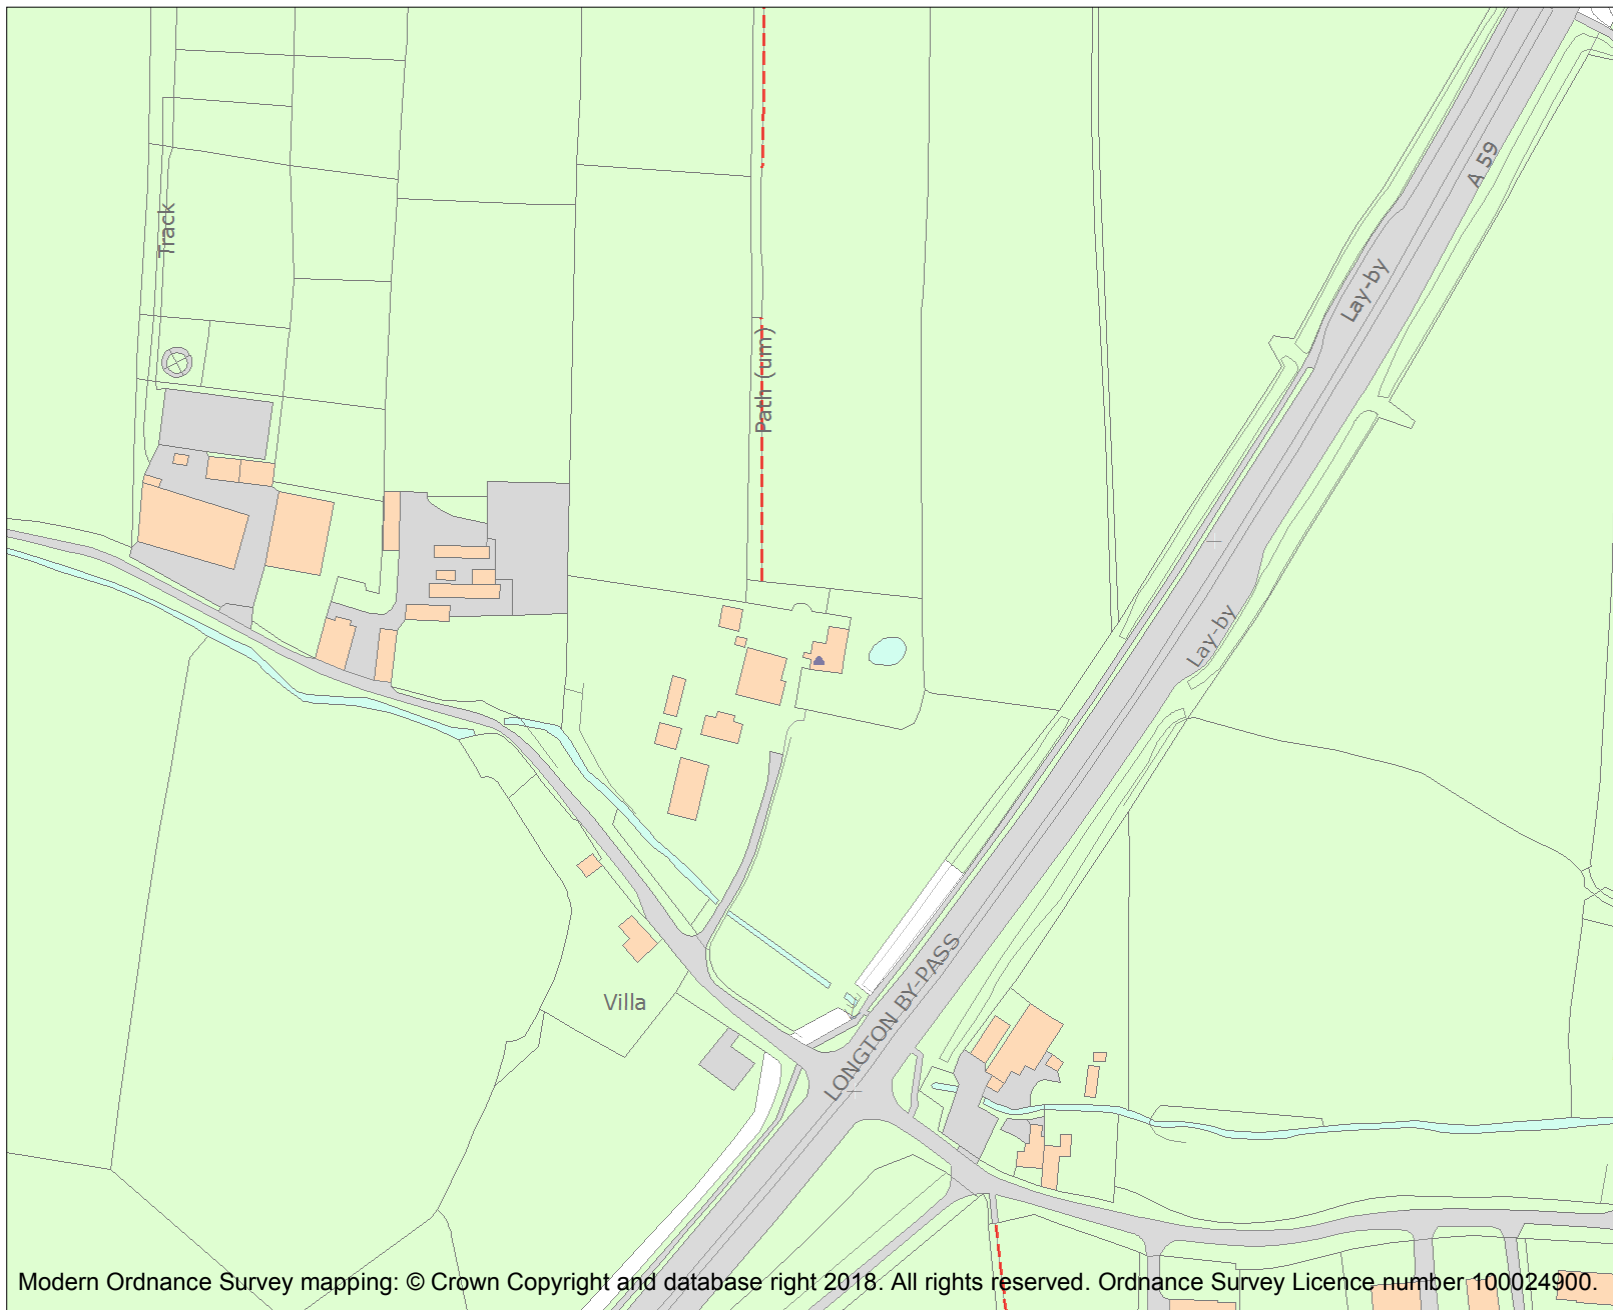 A 59
Track
Lay-by
Path (um)
Lay-by
LONGTON BY-PASS
Villa
Modern Ordnance Survey mapping: © Crown Copyright and database right 2018. All rights reserved. Ordnance Survey Licence number 100024900.